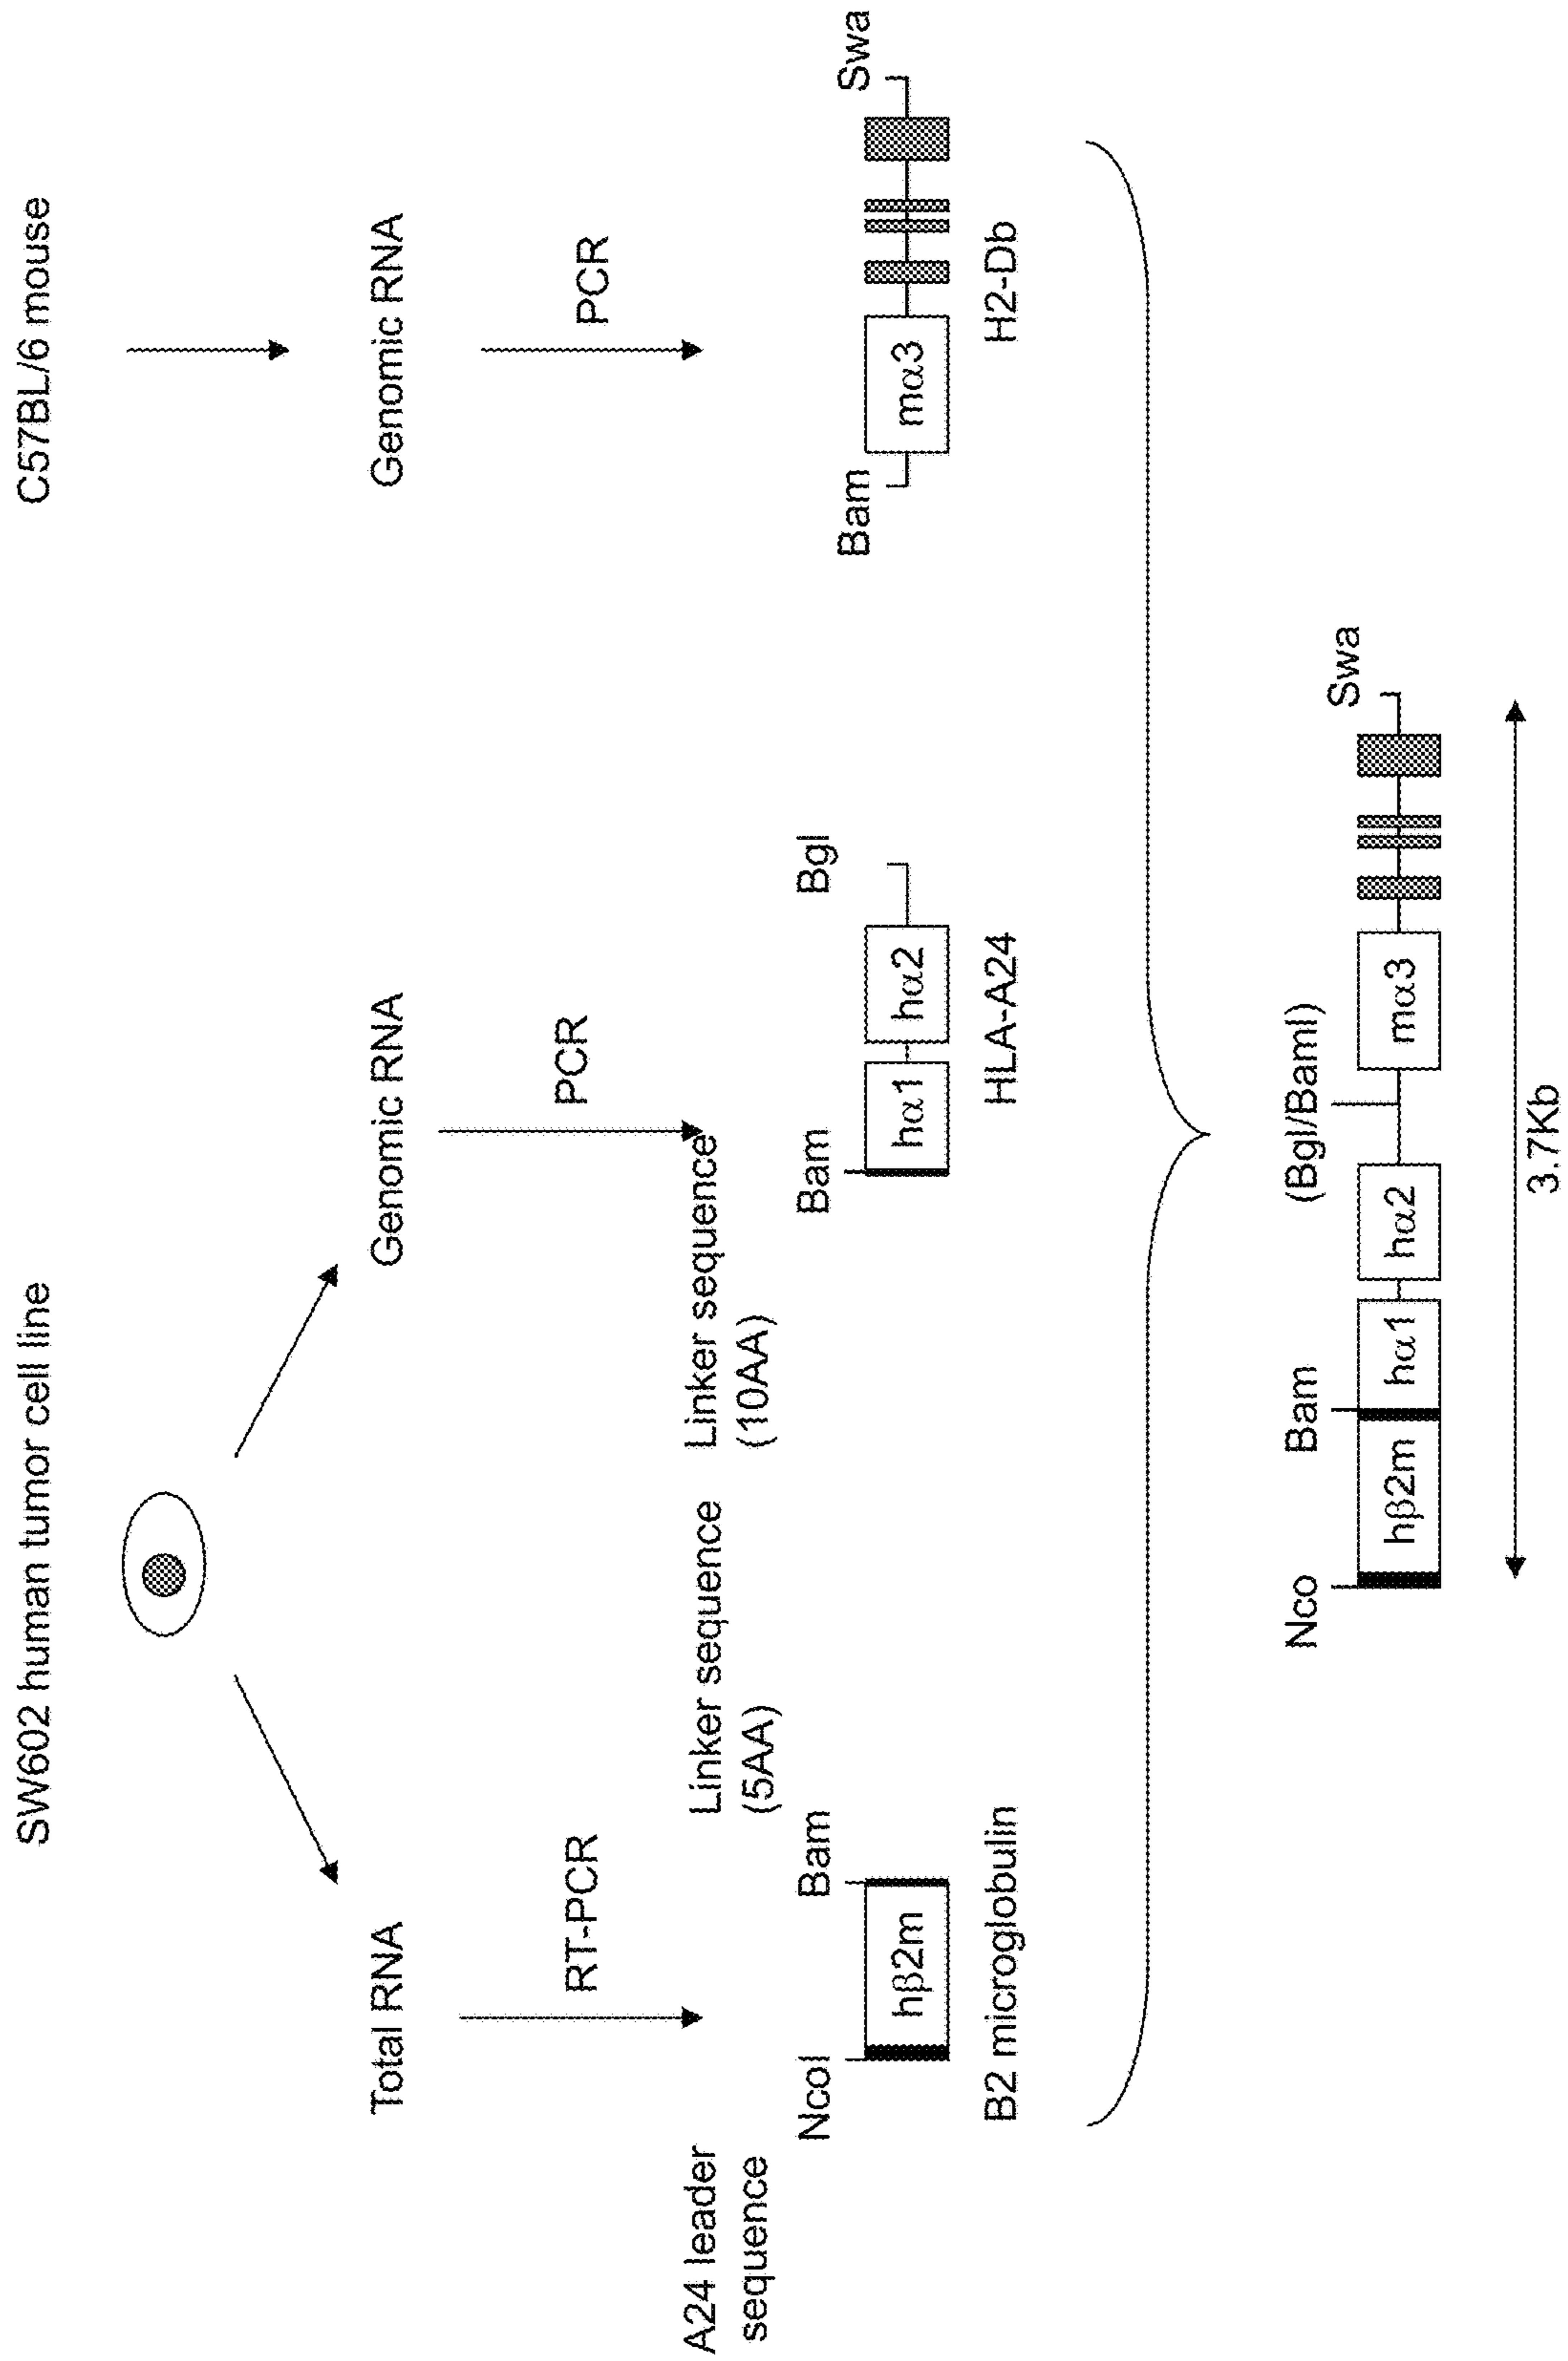 SW602 human tumor cell line
C57BL/6 mouse
Total RNA
Genomic RNA
Genomic RNA
RT-PCR
PCR
PCR
A24 leader
sequence
Linker sequence
(5AA)
Linker sequence
(10AA)
NcoI
Bam
Bam
Bgl
Bam
Swa
hβ2m
hα1
hα2
mα3
B2 microglobulin
HLA-A24
H2-Db
Nco
Bam
(Bgl/BamI)
Swa
hβ2m
hα1
hα2
mα3
3.7Kb